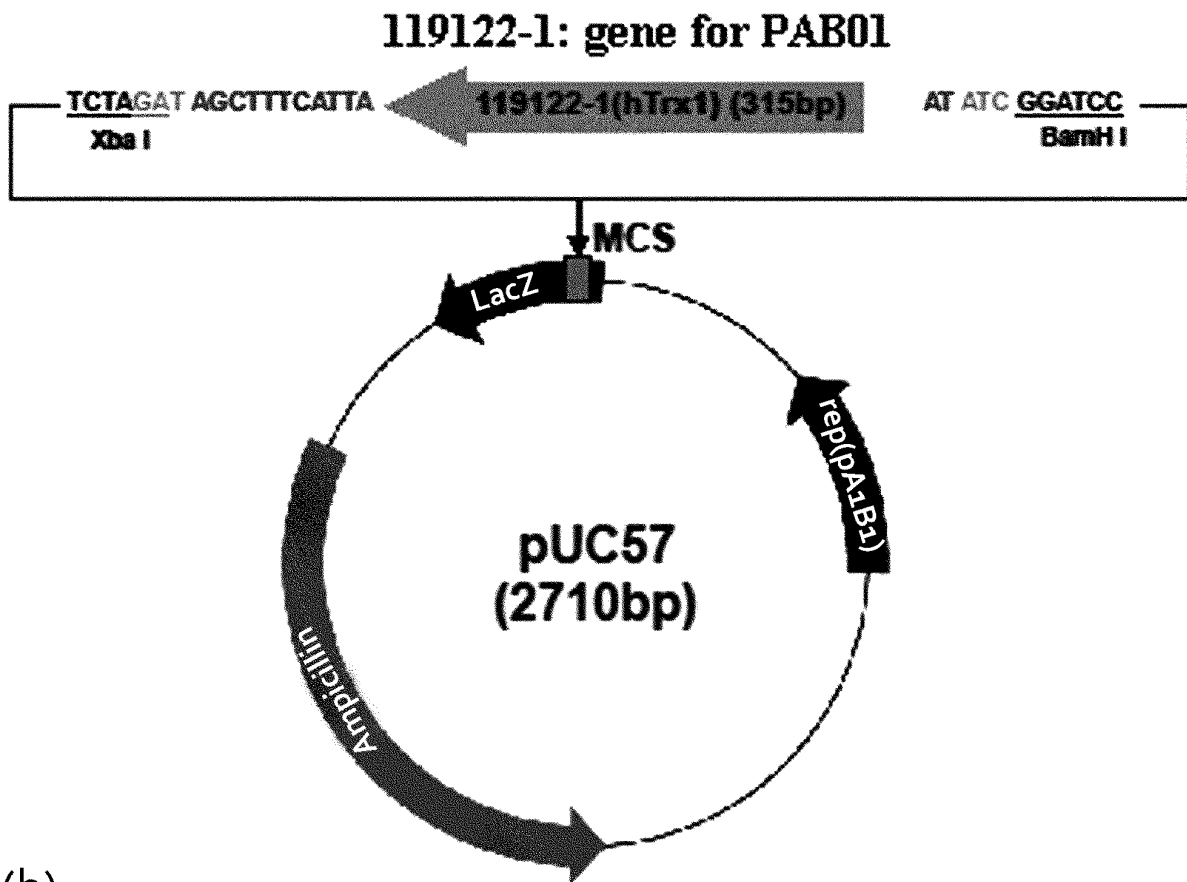 119122-1: gene for PAB01
TCTAGAT AGCTTTCATTA
119122-1(hTrx1) (315bp)
AT ATC GGATCC
Xba I
BamH I
MCS
LacZ
rep(pA1B1)
pUC57
(2710bp)
Ampicillin
(b)